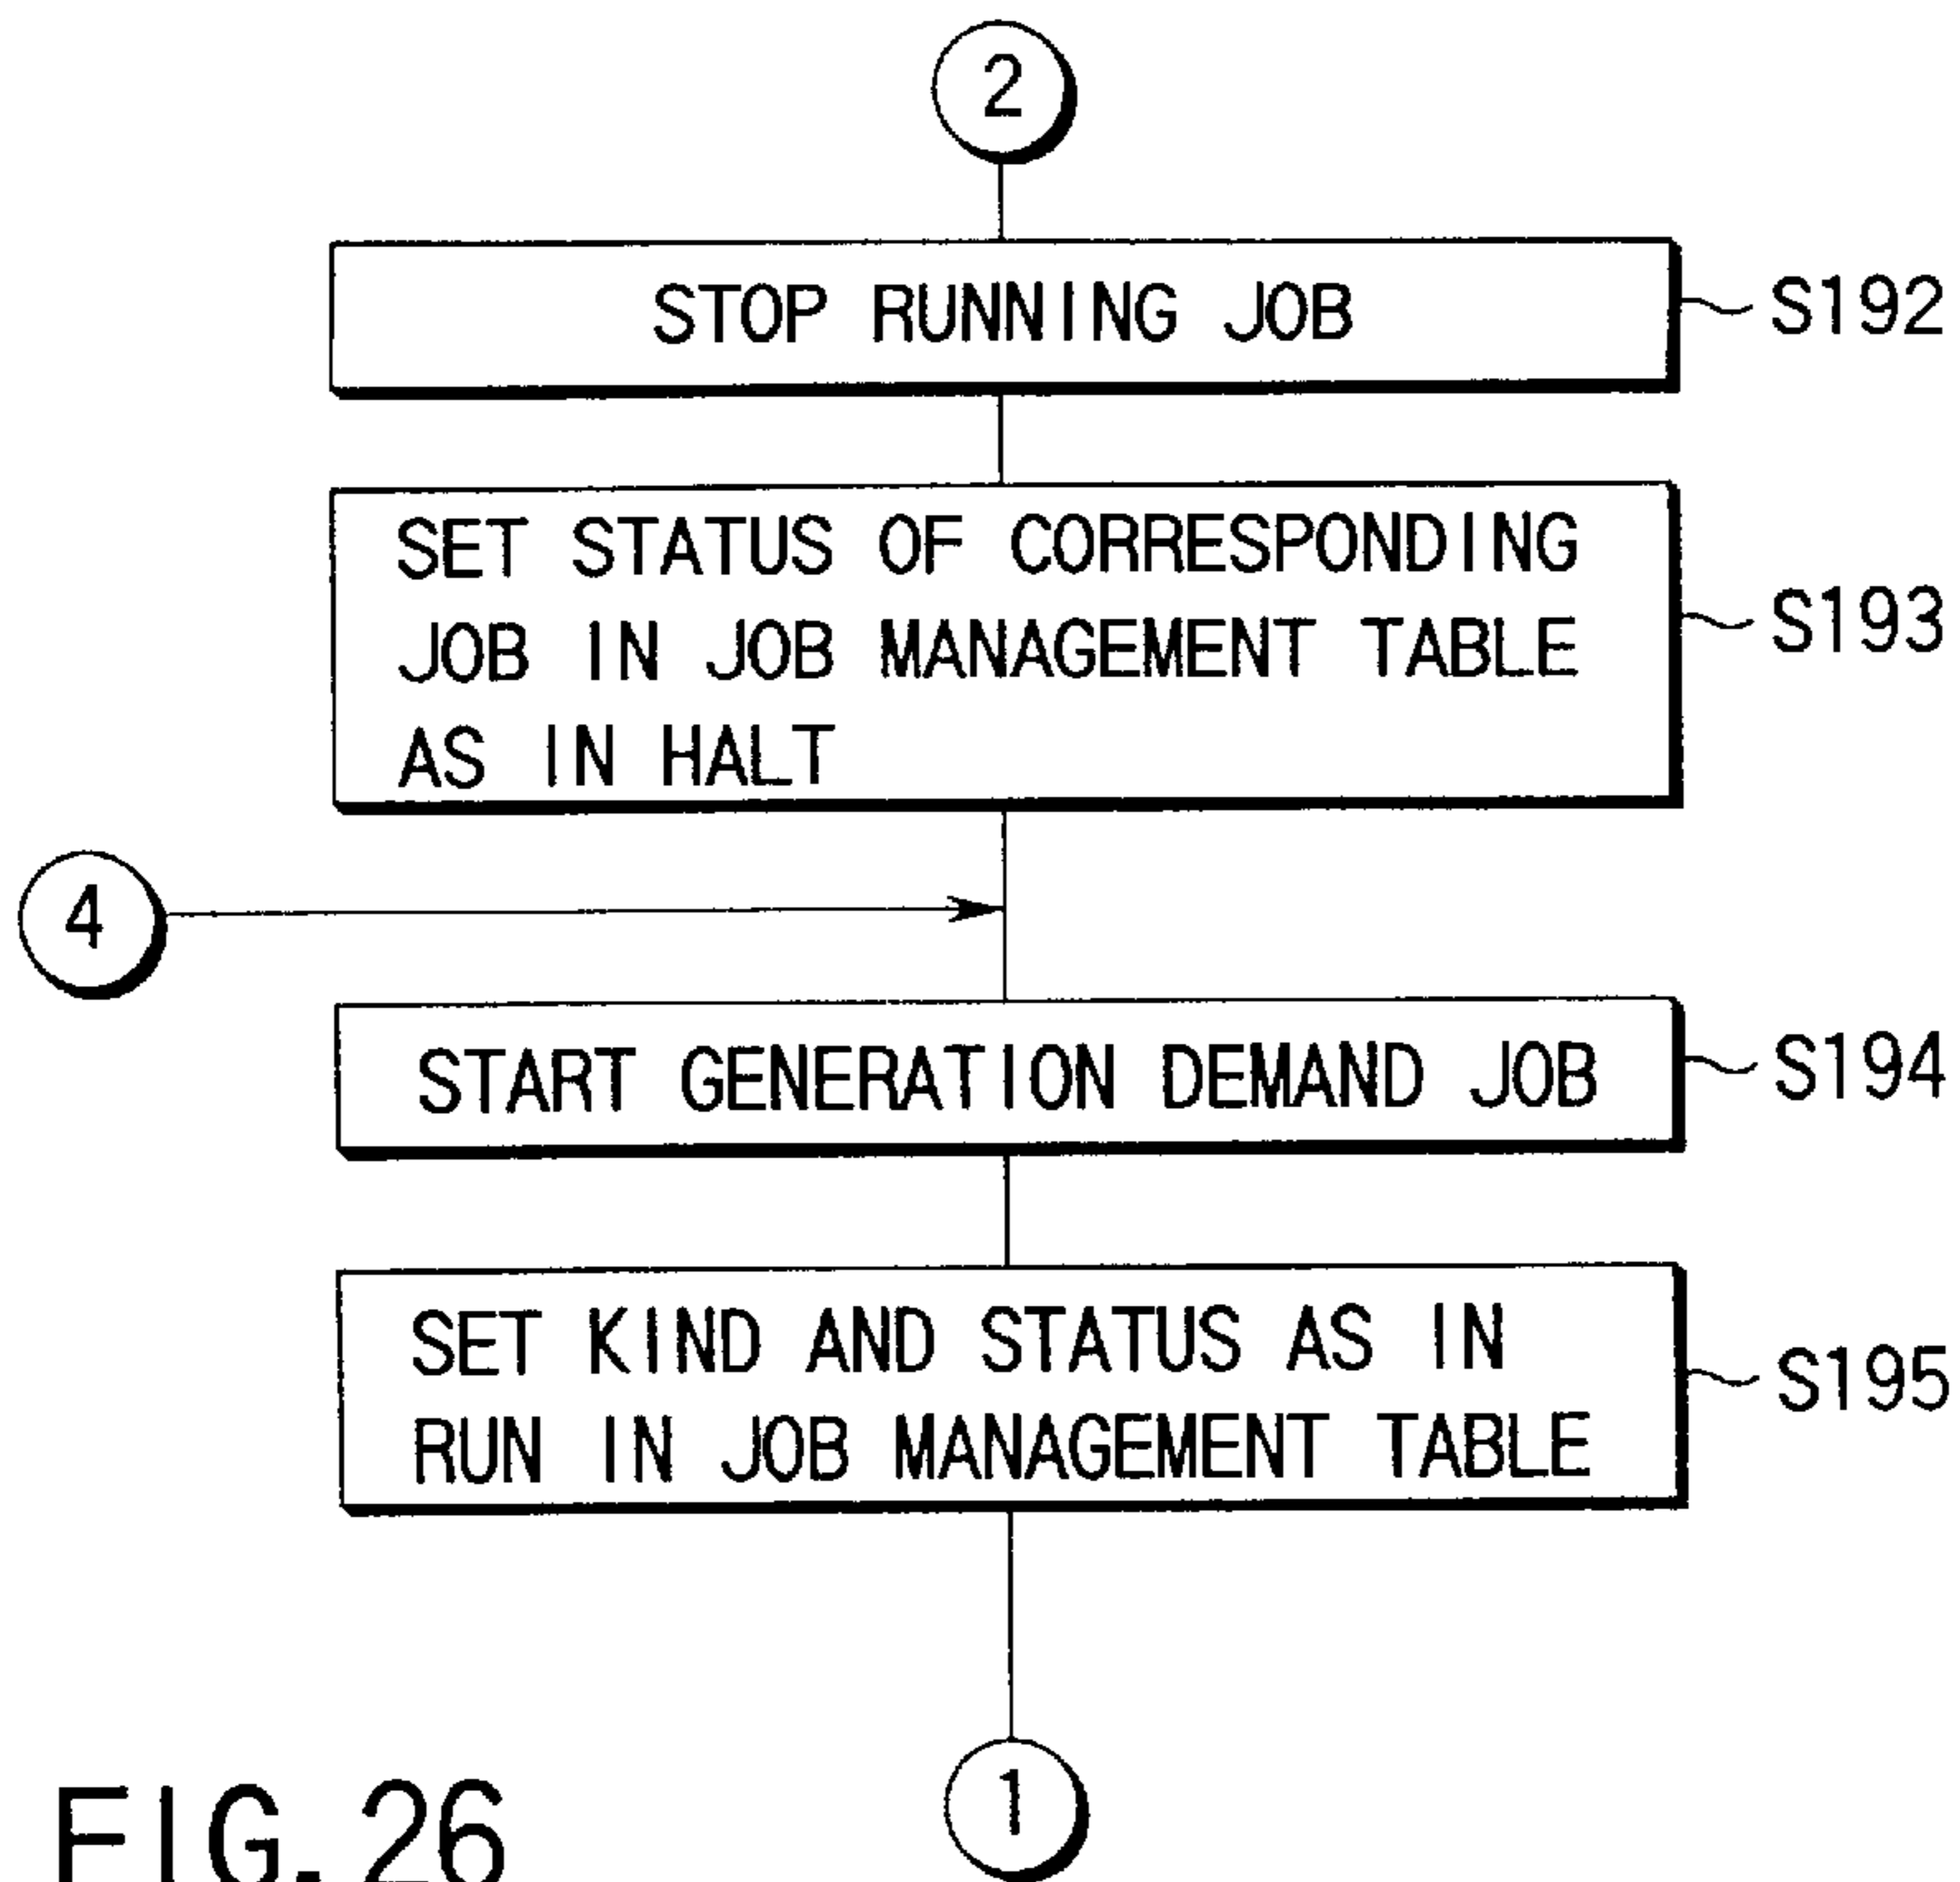 2
STOP RUNNING JOB
S192
SET STATUS OF CORRESPONDING
JOB IN JOB MANAGEMENT TABLE
AS IN HALT
S193
4
START GENERATION DEMAND JOB
S194
SET KIND AND STATUS AS IN
RUN IN JOB MANAGEMENT TABLE
S195
1
FIG. 26